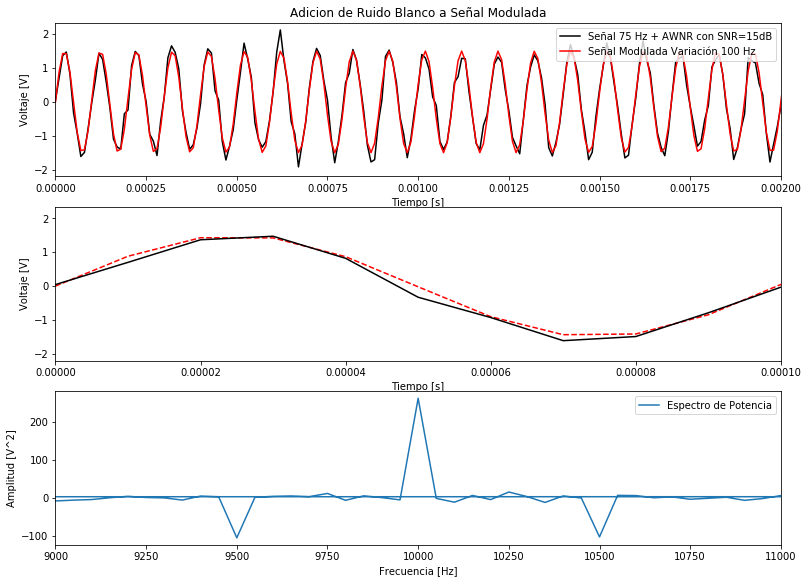 Adicion de Ruido Blanco a Señal Modulada
Señal 75 Hz + AWNR con SNR=15dB
Señal Modulada Variación 100 Hz
Voltaje [V]
2
1
0
−1
−2
0.00000 0.00025 0.00050 0.00075 0.00100 0.00125 0.00150 0.00175 0.00200
Tiempo [s]
Voltaje [V]
2
1
0
−1
−2
0.00000 0.00002 0.00004 0.00006 0.00008 0.00010
Tiempo [s]
Espectro de Potencia
Amplitud [V^2]
200
100
0
−100
9000 9250 9500 9750 10000 10250 10500 10750 11000
Frecuencia [Hz]